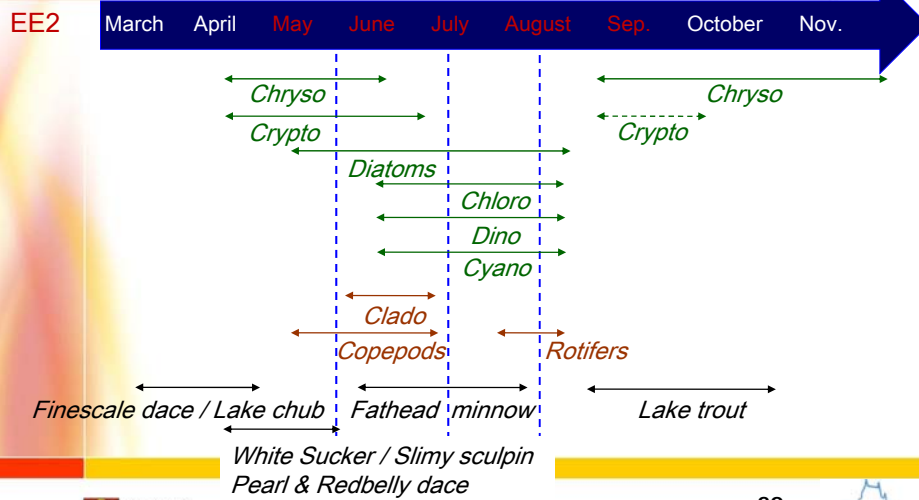 EE2 March April May June July August Sep. October Nov.
Chryso Chryso
Crypto Crypto
Diatoms
Chloro
Dino
Cyano
Clado
Copepods Rotifers
Finescale dace / Lake chub Fathead minnow Lake trout
White Sucker / Slimy sculpin
Pearl & Redbelly dace